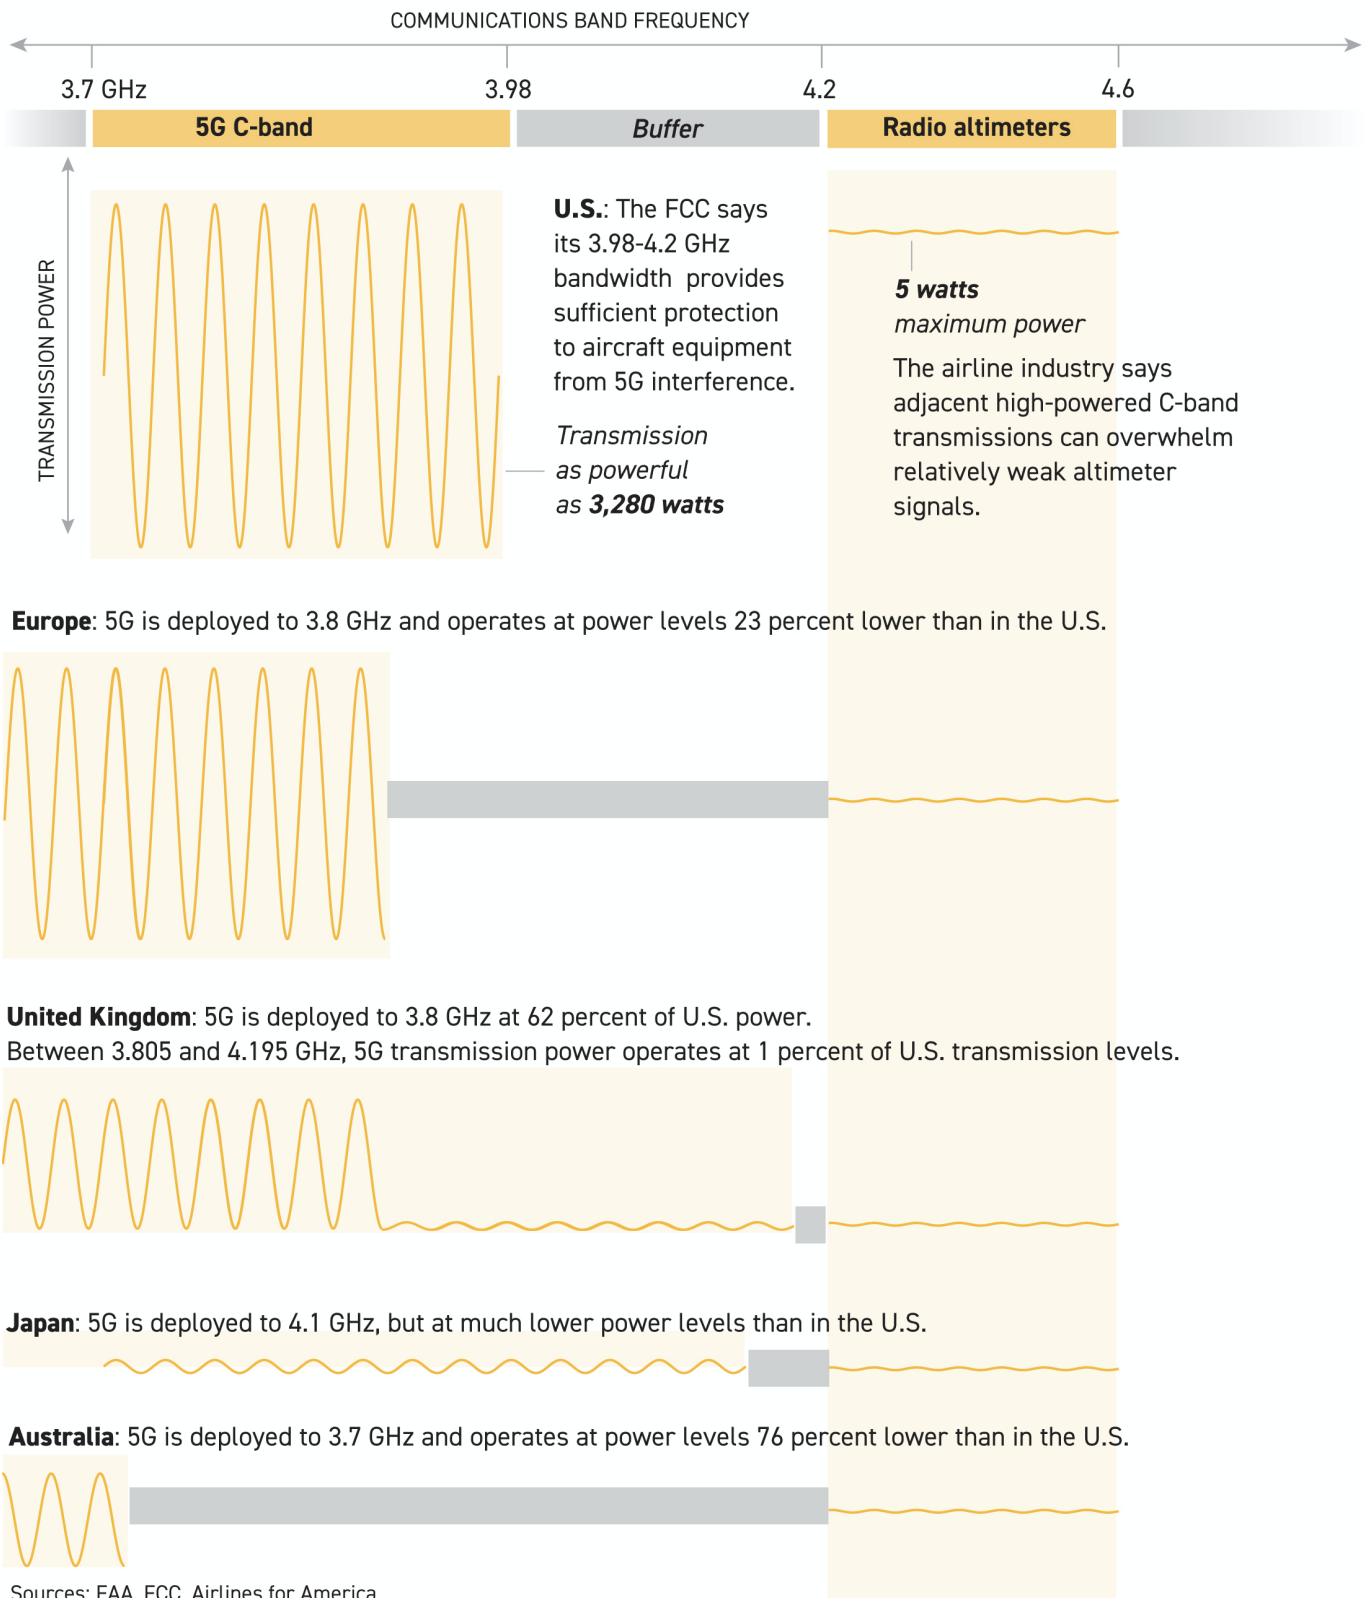 COMMUNICATIONS BAND FREQUENCY
3.7 GHz
3.98
4.2
4.6
5G C-band
Buffer
Radio altimeters
TRANSMISSION POWER
U.S.: The FCC says
its 3.98-4.2 GHz
bandwidth provides
sufficient protection
to aircraft equipment
from 5G interference.
Transmission
as powerful
as 3,280 watts
5 watts
maximum power
The airline industry says
adjacent high-powered C-band
transmissions can overwhelm
relatively weak altimeter
signals.
Europe: 5G is deployed to 3.8 GHz and operates at power levels 23 percent lower than in the U.S.
United Kingdom: 5G is deployed to 3.8 GHz at 62 percent of U.S. power.
Between 3.805 and 4.195 GHz, 5G transmission power operates at 1 percent of U.S. transmission levels.
Japan: 5G is deployed to 4.1 GHz, but at much lower power levels than in the U.S.
Australia: 5G is deployed to 3.7 GHz and operates at power levels 76 percent lower than in the U.S.
Sources: FAA, FCC, Airlines for America